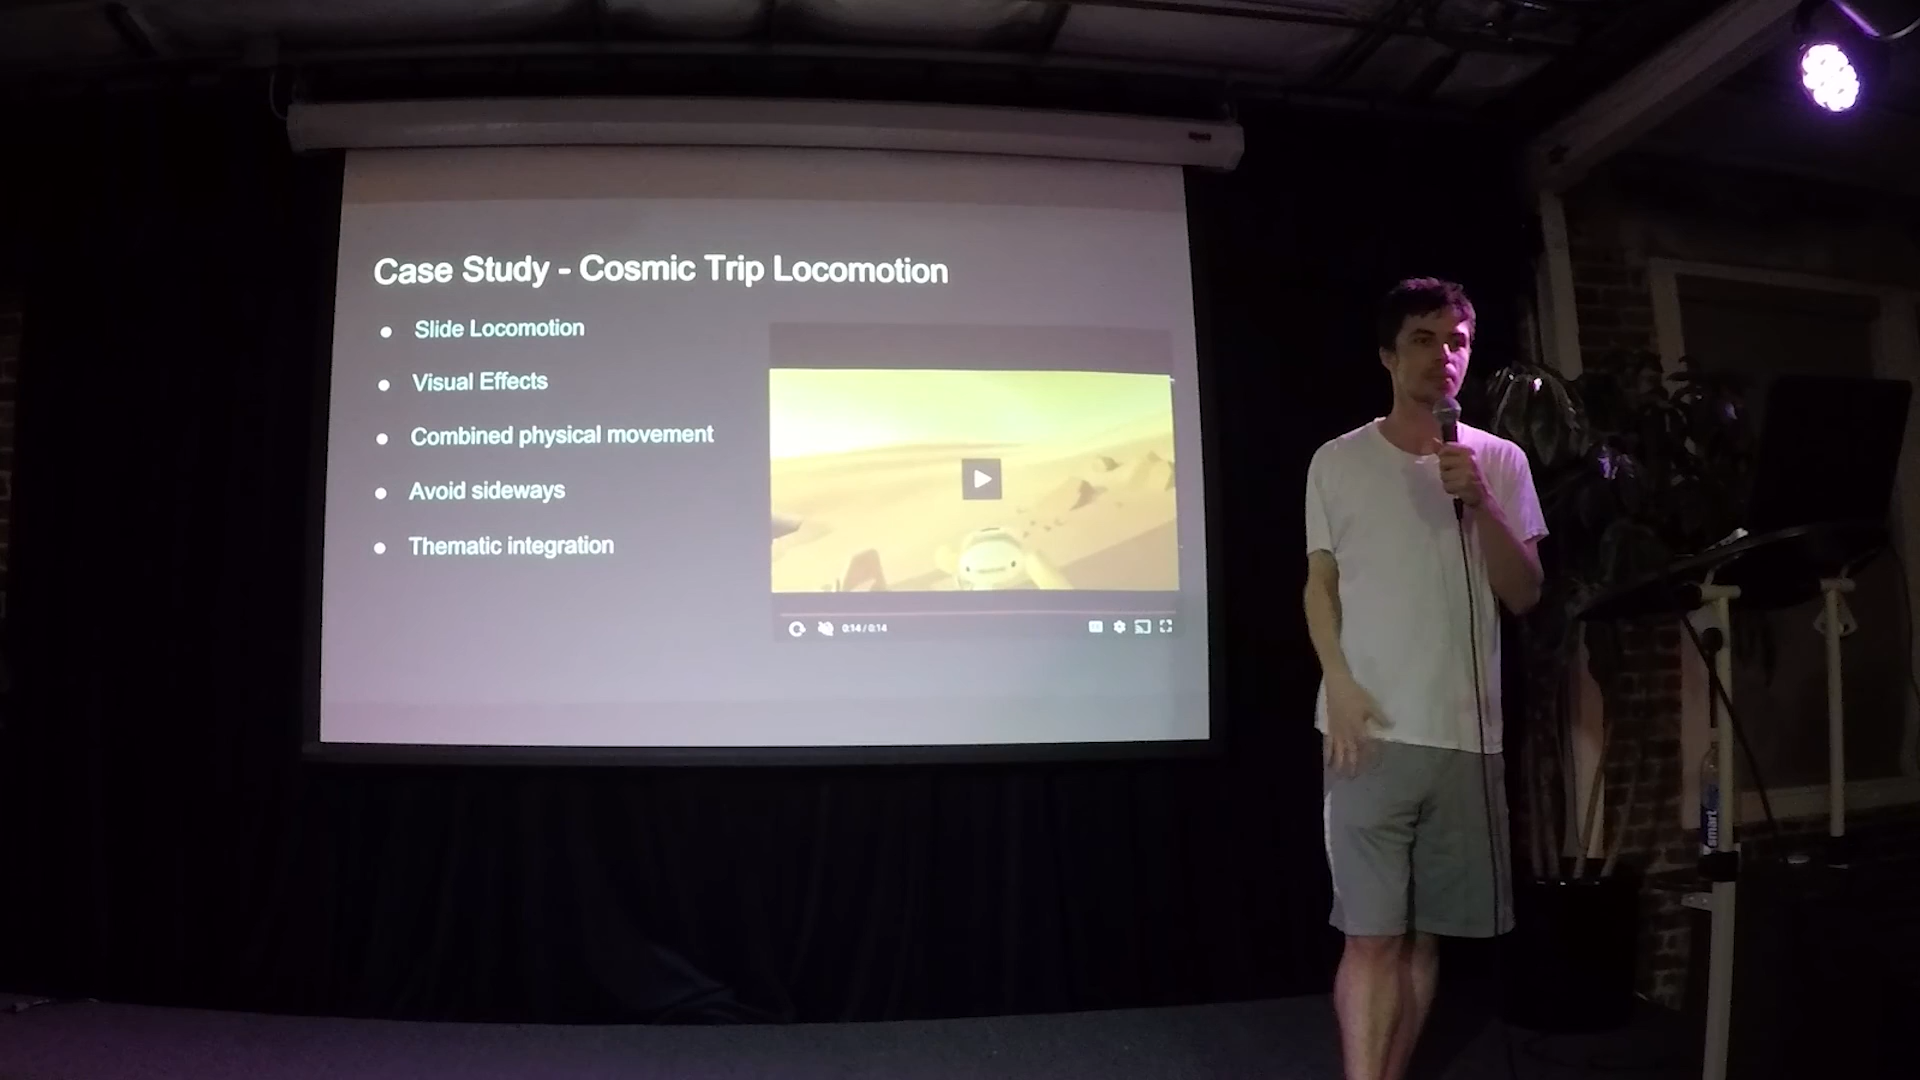 Case Study - Cosmic Trip Locomotion
● Slide Locomotion
● Visual Effects
● Combined physical movement
● Avoid sideways
● Thematic integration
0:14 / 0:14
smart